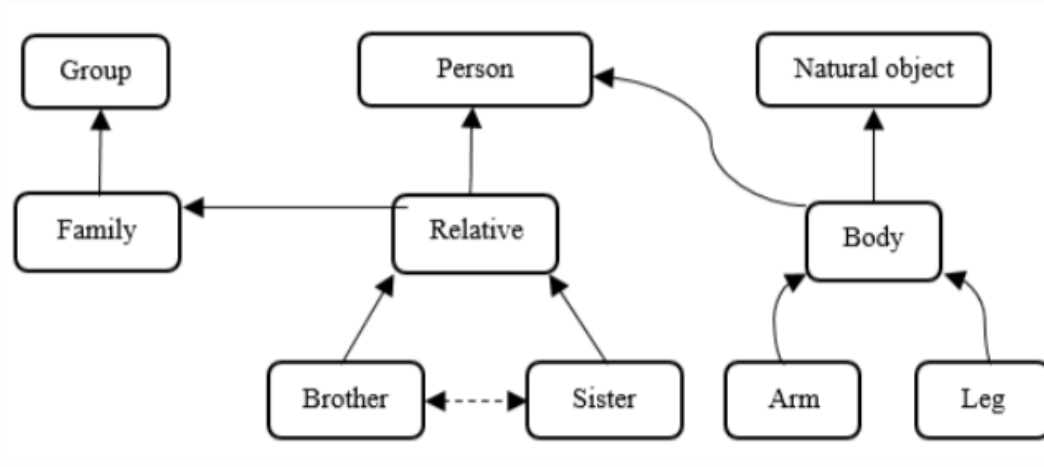 Group
Person
Natural object
Family
Relative
Body
Brother
Sister
Arm
Leg